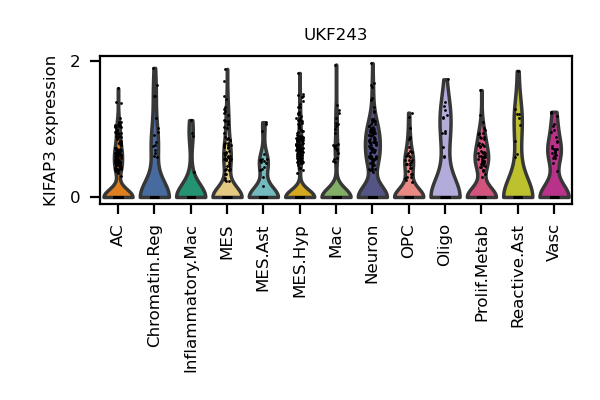 UKF243
KIFAP3 expression
2
0
AC
Chromatin.Reg
Inflammatory.Mac
MES
MES.Ast
MES.Hyp
Mac
Neuron
OPC
Oligo
Prolif.Metab
Reactive.Ast
Vasc